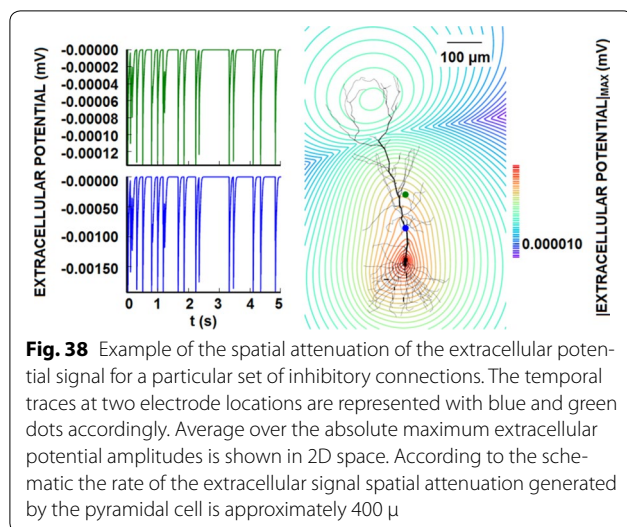 EXTRACELLULAR POTENTIAL (mV)
-0.00000
-0.00002
-0.00004
-0.00006
-0.00008
-0.00010
-0.00012
-0.00000
-0.00050
-0.00100
-0.00150
0 1 2 3 4 5
t (s)
100 µm
0.000010
|EXTRACELLULAR POTENTIAL|MAX (mV)
Fig. 38 Example of the spatial attenuation of the extracellular poten-
tial signal for a particular set of inhibitory connections. The temporal
traces at two electrode locations are represented with blue and green
dots accordingly. Average over the absolute maximum extracellular
potential amplitudes is shown in 2D space. According to the sche-
matic the rate of the extracellular signal spatial attenuation generated
by the pyramidal cell is approximately 400 µ